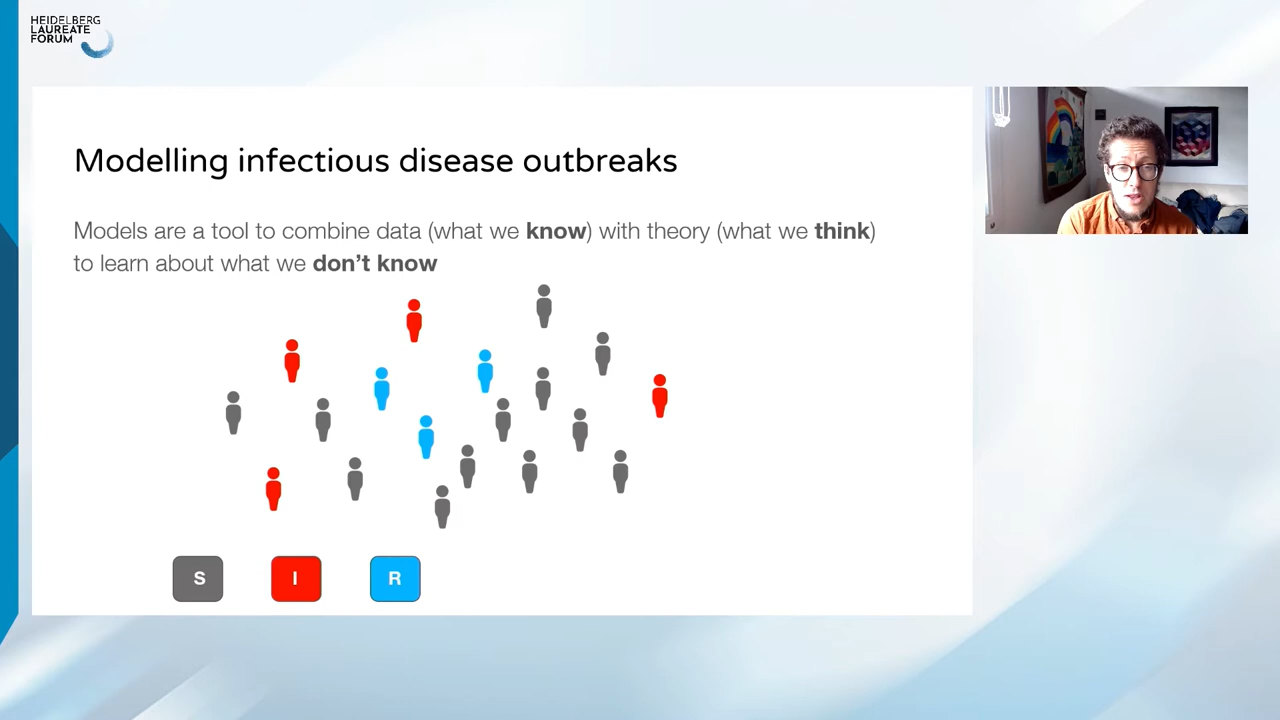 HEIDELBERG
LAUREATE
FORUM
Modelling infectious disease outbreaks
Models are a tool to combine data (what we know) with theory (what we think)
to learn about what we don't know
S I R